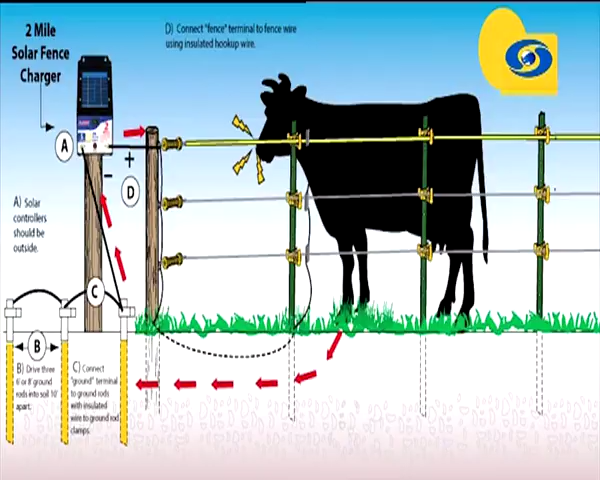 2 Mile
Solar Fence
Charger
D) Connect "fence" terminal to fence wire
using insulated hookup wire.
A
+
−
D
A) Solar
controllers
should be
outside.
C
B
B) Drive three
6' or 8' ground
rods into soil 10'
apart.
C) Connect
"ground" terminal
to ground rods
with insulated
wire to ground rod
clamps.